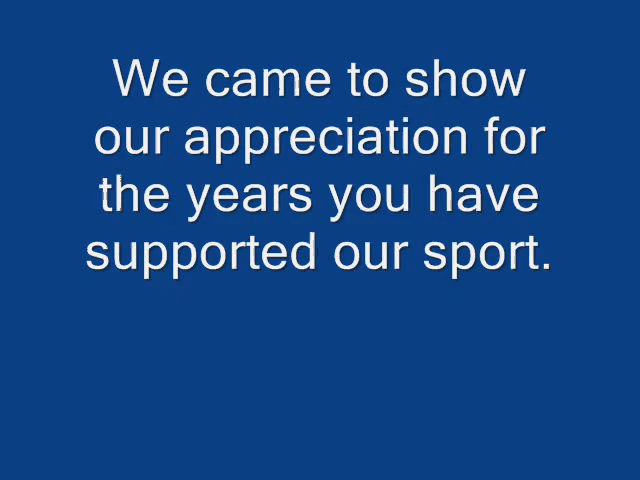 We came to show
our appreciation for
the years you have
supported our sport.